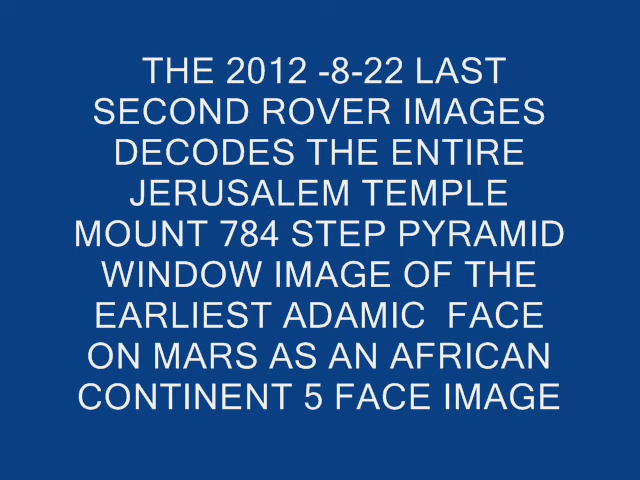 THE 2012 -8-22 LAST
SECOND ROVER IMAGES
DECODES THE ENTIRE
JERUSALEM TEMPLE
MOUNT 784 STEP PYRAMID
WINDOW IMAGE OF THE
EARLIEST ADAMIC  FACE
ON MARS AS AN AFRICAN
CONTINENT 5 FACE IMAGE